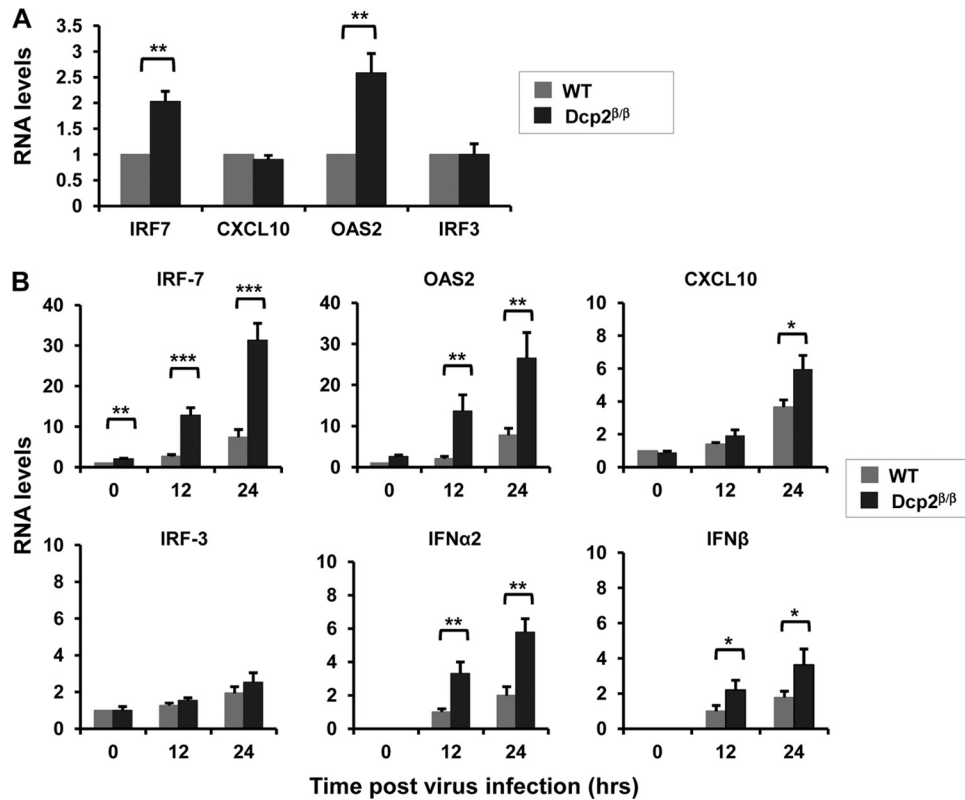 A
RNA levels
3.5
3
2.5
2
1.5
1
0.5
0
**
**
IRF7 CXCL10 OAS2 IRF3
WT
Dcp2β/β
B
RNA levels
IRF-7
40
30
20
10
0
**
***
***
0 12 24
OAS2
40
30
20
10
0
**
**
0 12 24
CXCL10
10
8
6
4
2
0
*
0 12 24
WT
Dcp2β/β
IRF-3
10
8
6
4
2
0
0 12 24
IFNα2
10
8
6
4
2
0
**
**
0 12 24
IFNβ
10
8
6
4
2
0
*
*
0 12 24
Time post virus infection (hrs)